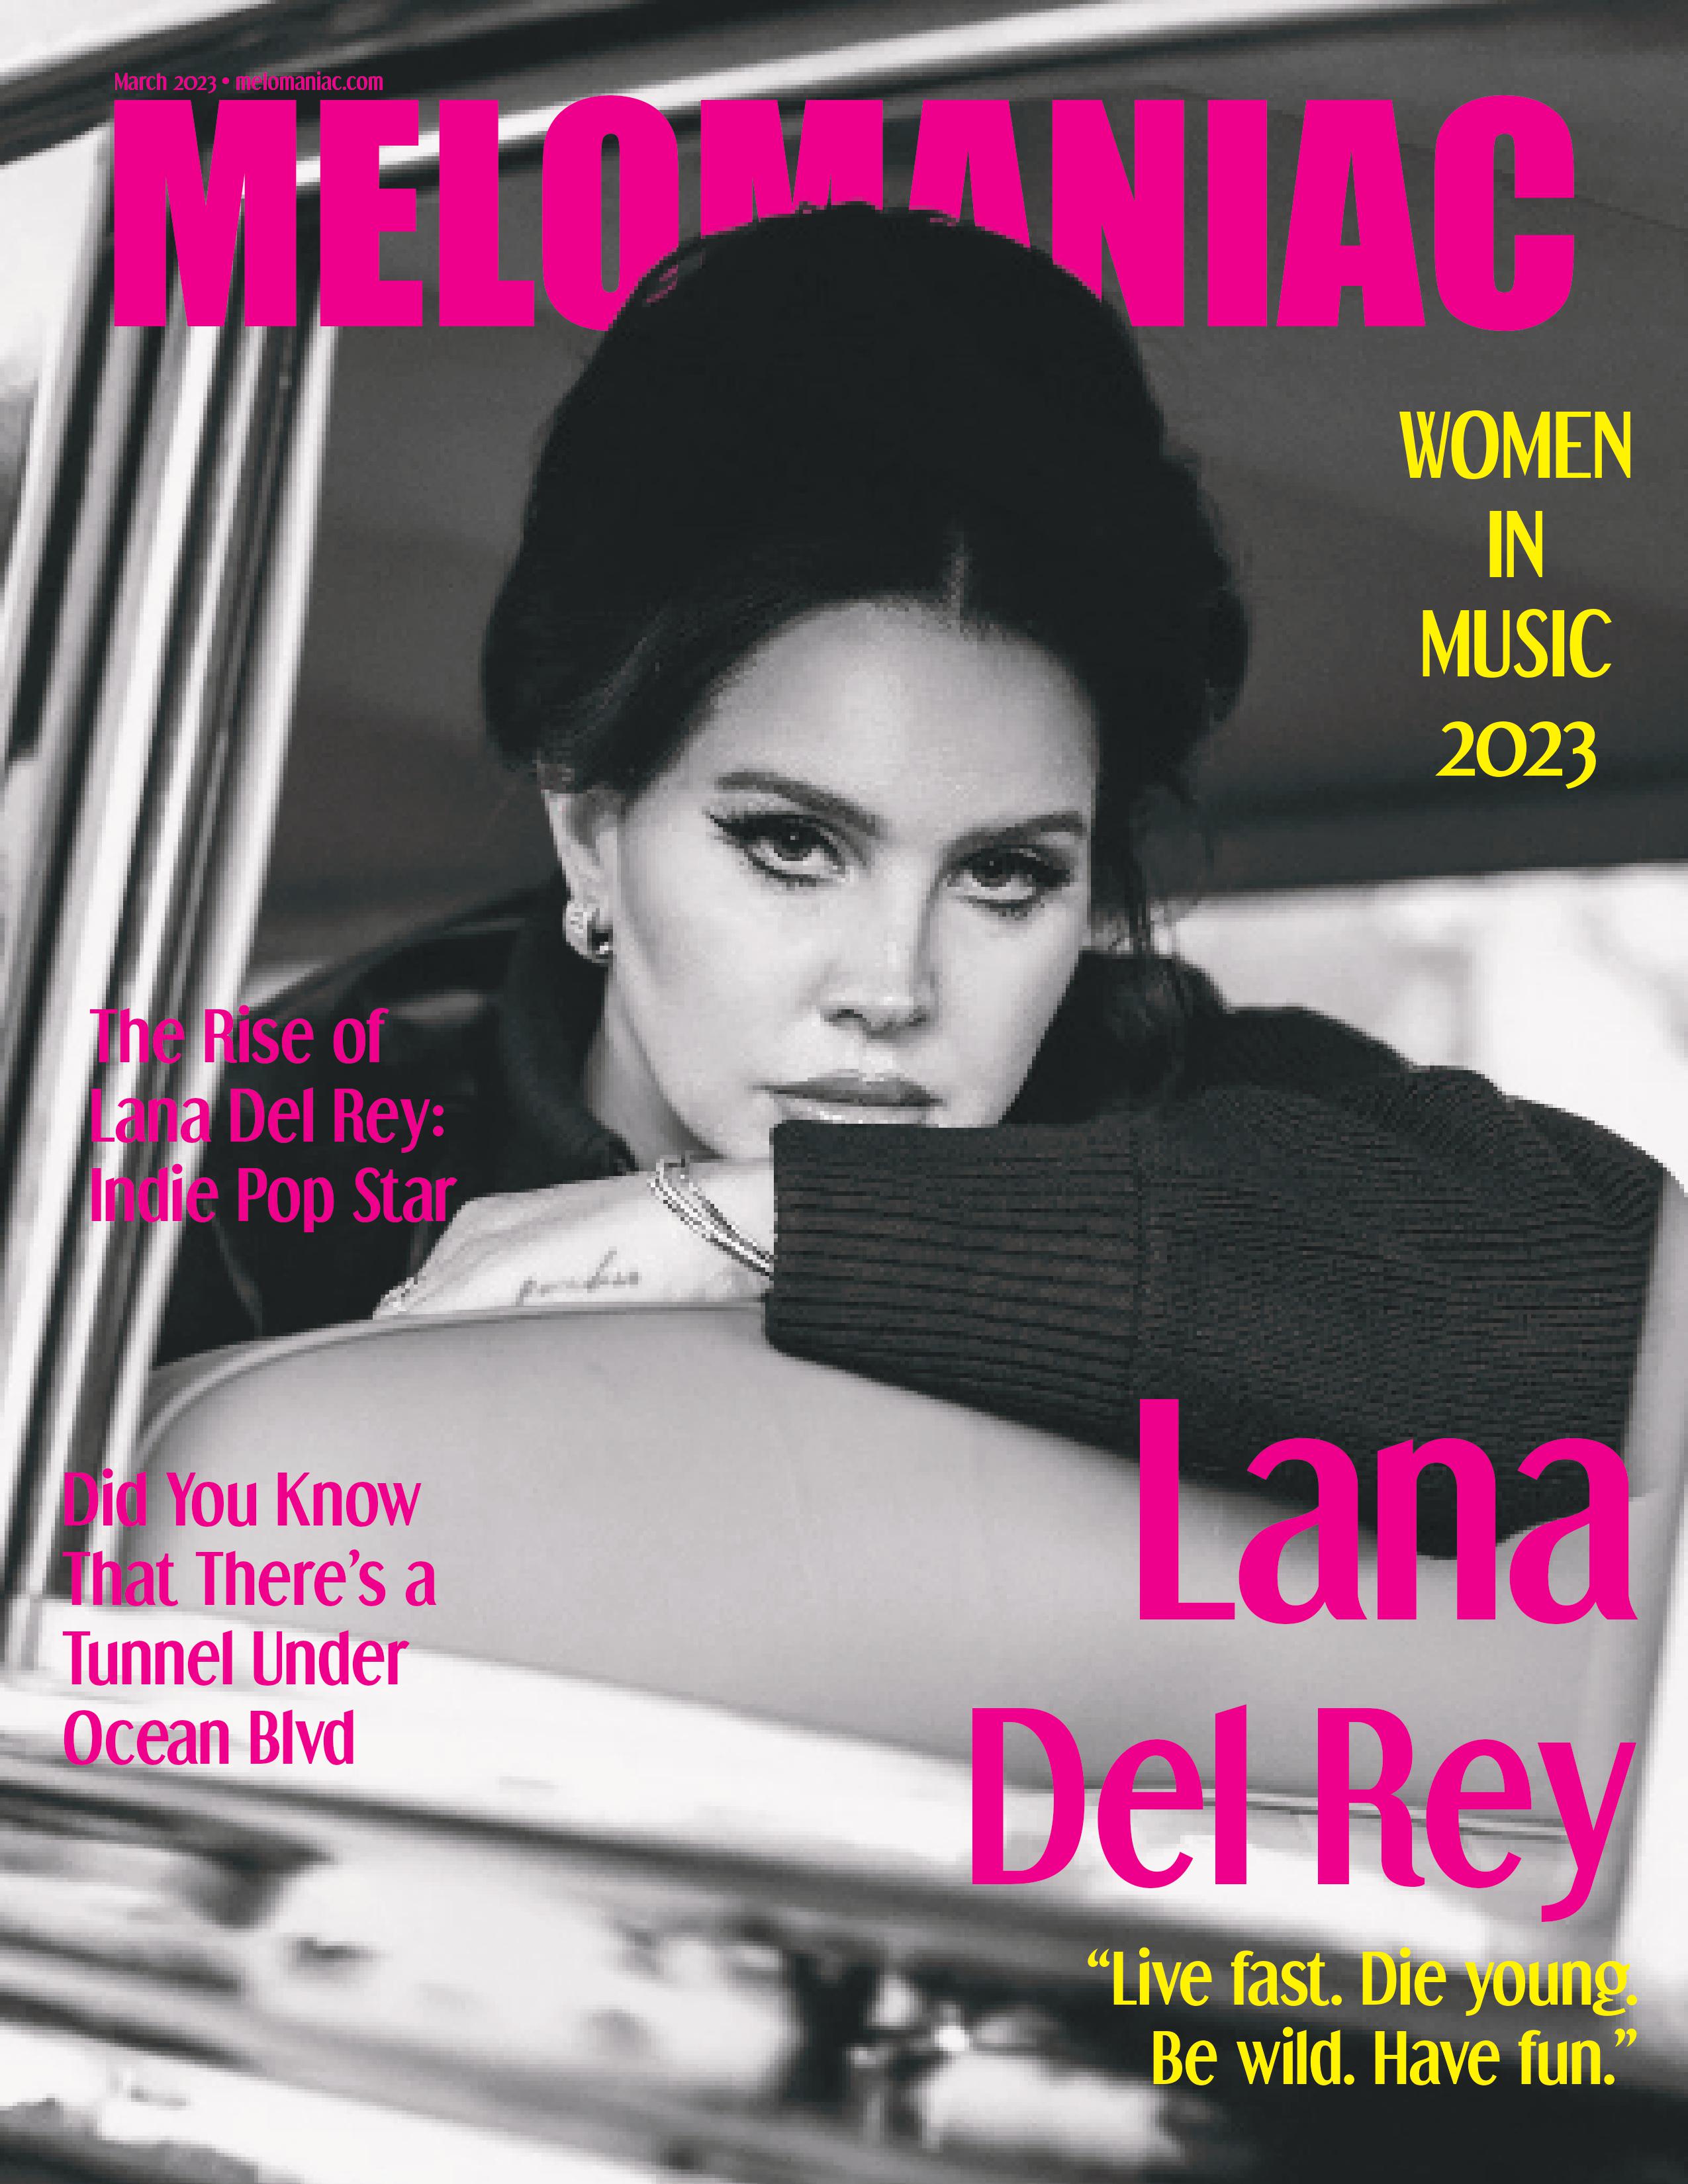 March 2023 • melomaniac.com
MELOMANIAC
WOMEN
IN
MUSIC
2023
The Rise of
Lana Del Rey:
Indie Pop Star
paradise
Did You Know
That There’s a
Tunnel Under
Ocean Blvd
Lana
Del Rey
“Live fast. Die young.
Be wild. Have fun.”